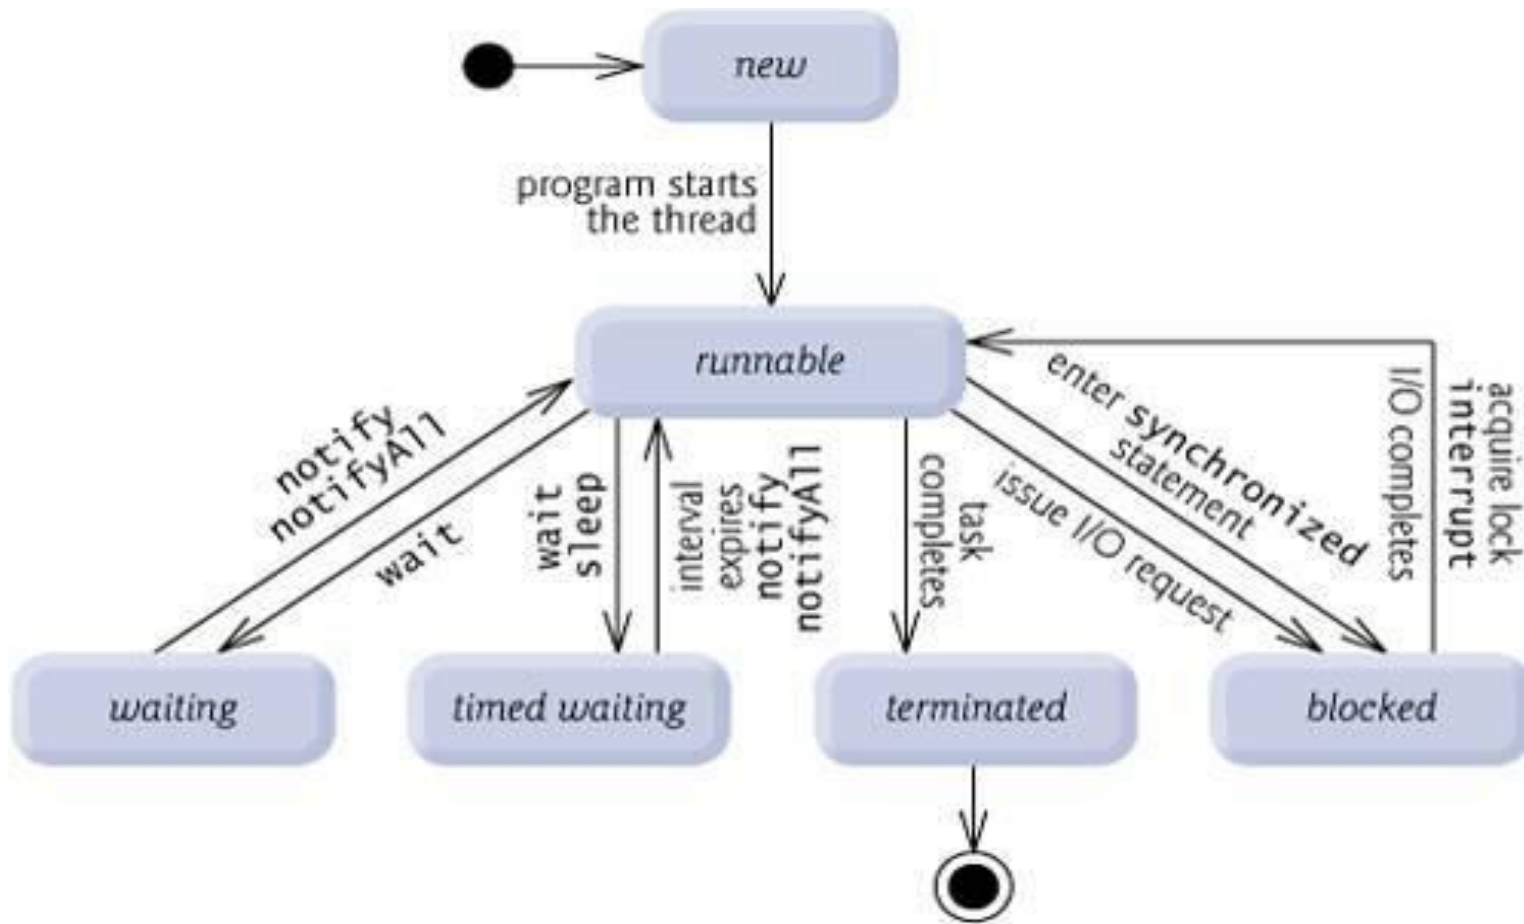 new
program starts
the thread
runnable
notify
notifyAll
wait
wait
sleep
interval
expires
notify
notifyAll
task
completes
issue I/O request
enter synchronized
statement
acquire lock
interrupt
I/O completes
waiting
timed waiting
terminated
blocked